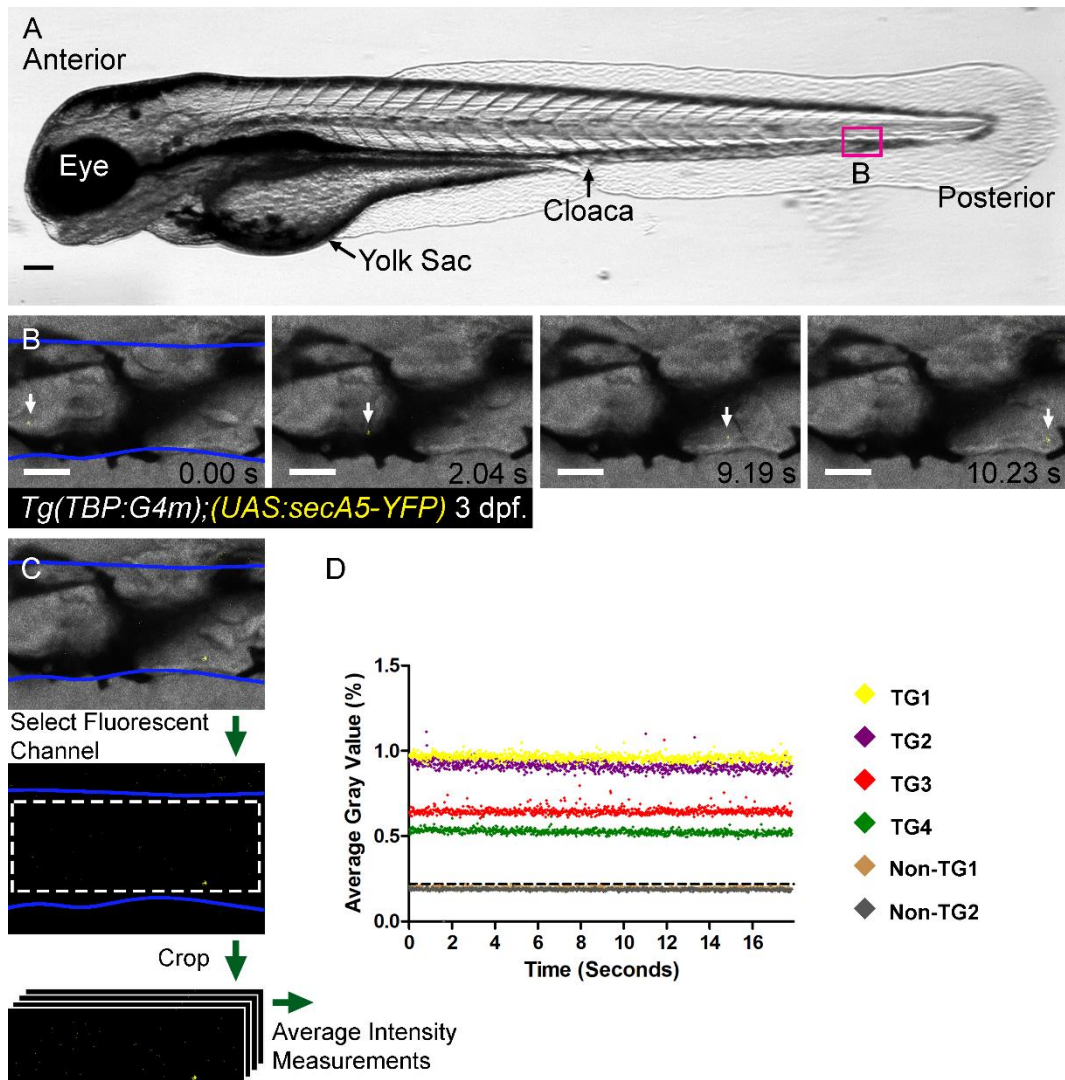 A
Anterior
Eye
B
Cloaca
Posterior
Yolk Sac
B
0.00 s
2.04 s
9.19 s
10.23 s
Tg(TBP:G4m);(UAS:secA5-YFP) 3 dpf.
C
Select Fluorescent
Channel
Crop
Average Intensity
Measurements
D
Average Gray Value (%)
1.5
1.0
0.5
0.0
0 2 4 6 8 10 12 14 16
Time (Seconds)
TG1
TG2
TG3
TG4
Non-TG1
Non-TG2